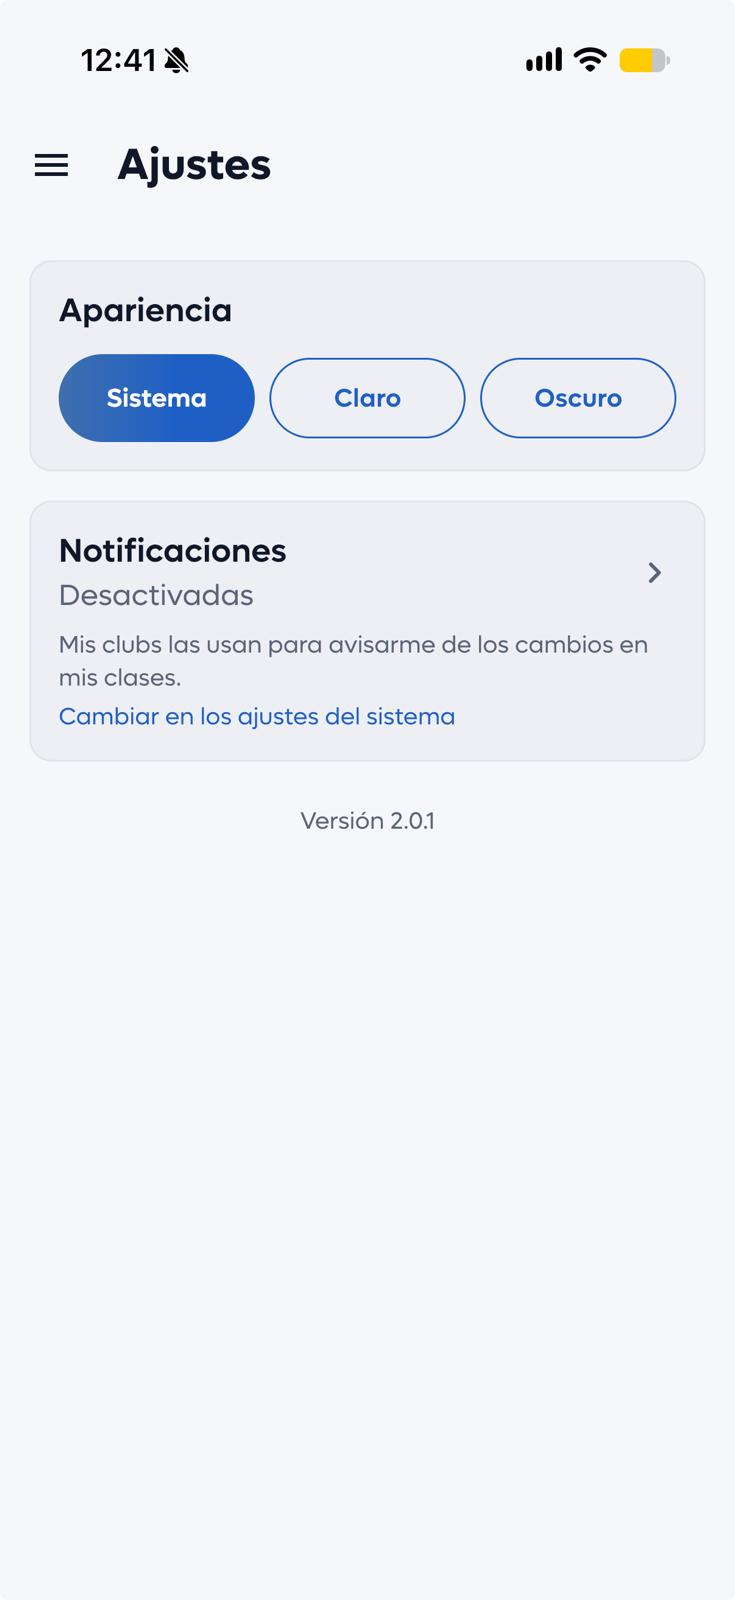 12:41
Ajustes
Apariencia
Sistema
Claro
Oscuro
Notificaciones
Desactivadas
Mis clubs las usan para avisarme de los cambios en
mis clases.
Cambiar en los ajustes del sistema
Versión 2.0.1